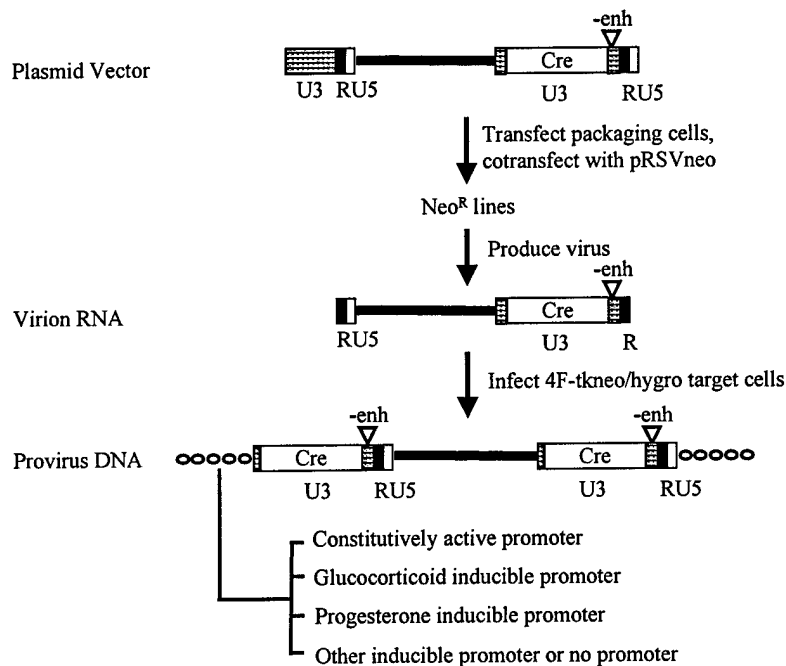 -enh
Plasmid Vector
Cre
U3 RU5 U3 RU5
Transfect packaging cells,
cotransfect with pRSVneo
Neoᴿ lines
Produce virus
-enh
Virion RNA
Cre
RU5 U3 R
Infect 4F-tkneo/hygro target cells
-enh -enh
Provirus DNA
Cre Cre
U3 RU5 U3 RU5
Constitutively active promoter
Glucocorticoid inducible promoter
Progesterone inducible promoter
Other inducible promoter or no promoter